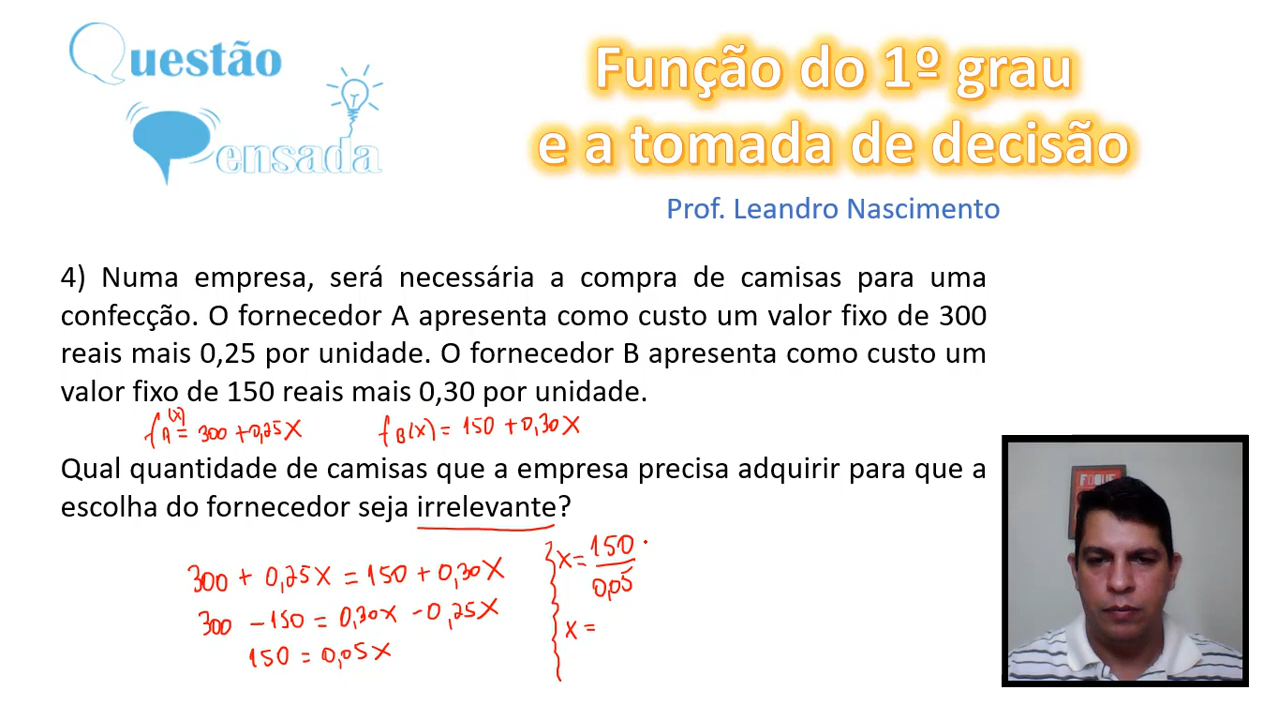 Questão
Pensada
Função do 1º grau
e a tomada de decisão
Prof. Leandro Nascimento
4) Numa empresa, será necessária a compra de camisas para uma
confecção. O fornecedor A apresenta como custo um valor fixo de 300
reais mais 0,25 por unidade. O fornecedor B apresenta como custo um
valor fixo de 150 reais mais 0,30 por unidade.
f_A(x) = 300 + 0,25X f_B(x) = 150 + 0,30X
Qual quantidade de camisas que a empresa precisa adquirir para que a
escolha do fornecedor seja irrelevante?
300 + 0,25X = 150 + 0,30X
300 - 150 = 0,30X - 0,25X
150 = 0,05X
X = 150/0,05
X =